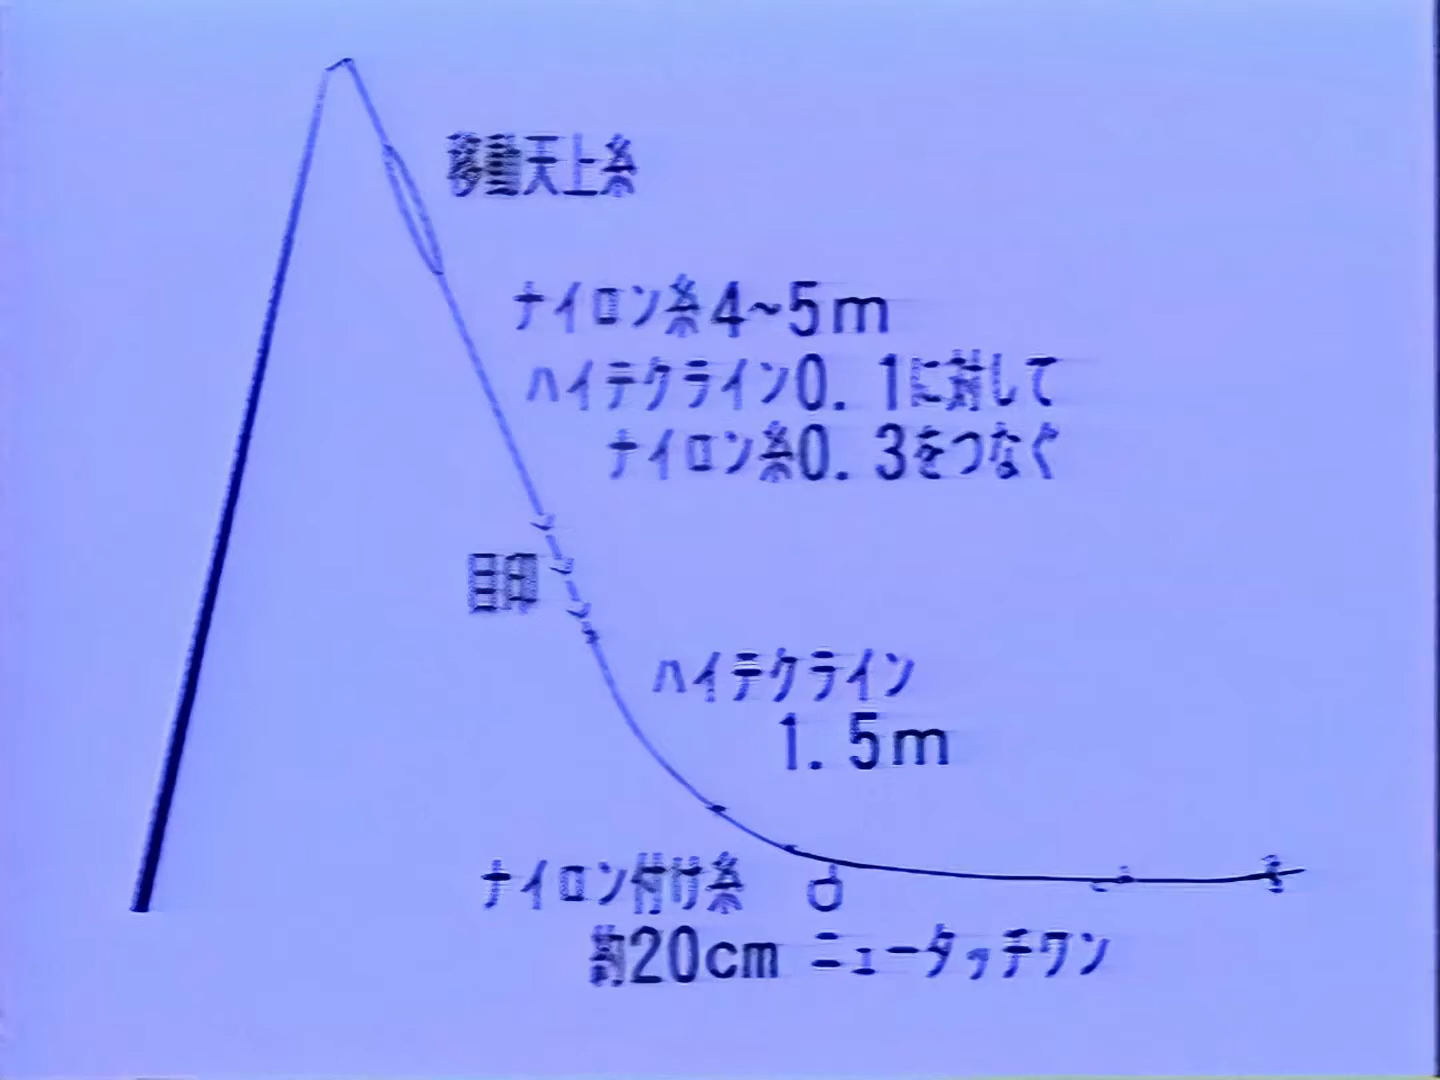 移動天上糸
ナイロン糸4~5m
ハイテクライン0.1に対して
ナイロン糸0.3をつなぐ
目印
ハイテクライン
1.5m
ナイロン付け糸
約20cm ニュータッチワン